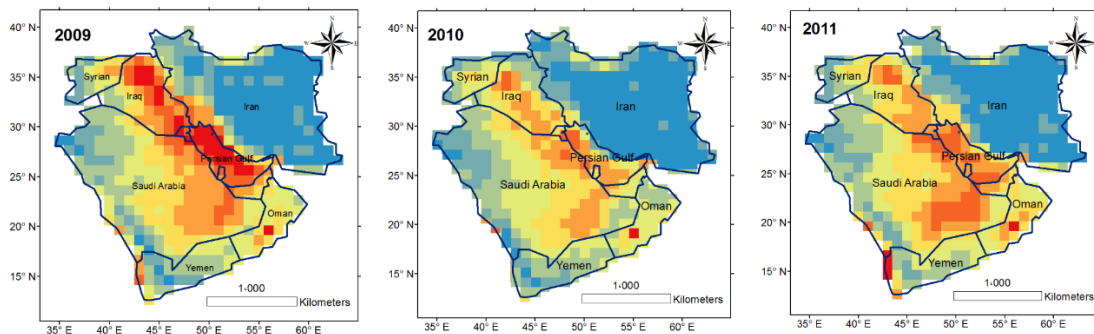 2009
40° N
35° N
30° N
25° N
20° N
15° N
Syrian
Iraq
Iran
Persian Gulf
Saudi Arabia
Oman
Yemen
1-000
Kilometers
35° E 40° E 45° E 50° E 55° E 60° E
2010
40° N
35° N
30° N
25° N
20° N
15° N
Syrian
Iraq
Iran
Persian Gulf
Saudi Arabia
Oman
Yemen
1-000
Kilometers
35° E 40° E 45° E 50° E 55° E 60° E
2011
40° N
35° N
30° N
25° N
20° N
15° N
Syrian
Iraq
Iran
Persian Gulf
Saudi Arabia
Oman
Yemen
1-000
Kilometers
35° E 40° E 45° E 50° E 55° E 60° E